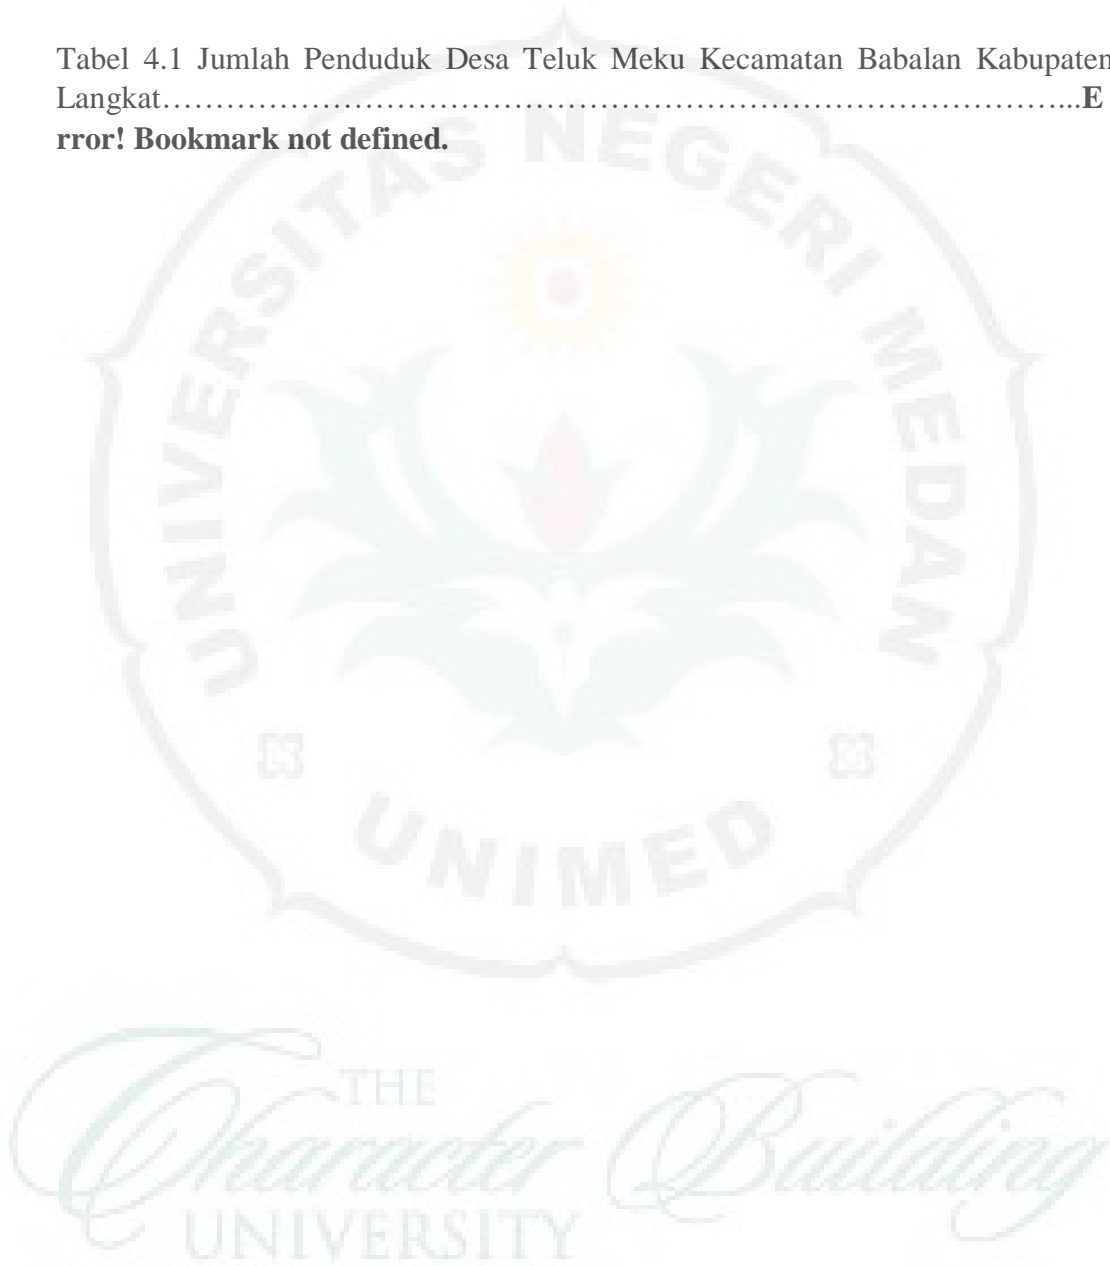 Tabel 4.1 Jumlah Penduduk Desa Teluk Meku Kecamatan Babalan Kabupaten
Langkat…………………………………………………………………………...E
rror! Bookmark not defined.
UNIVERSITAS NEGERI MEDAN
UNIMED
THE
Character Building
UNIVERSITY